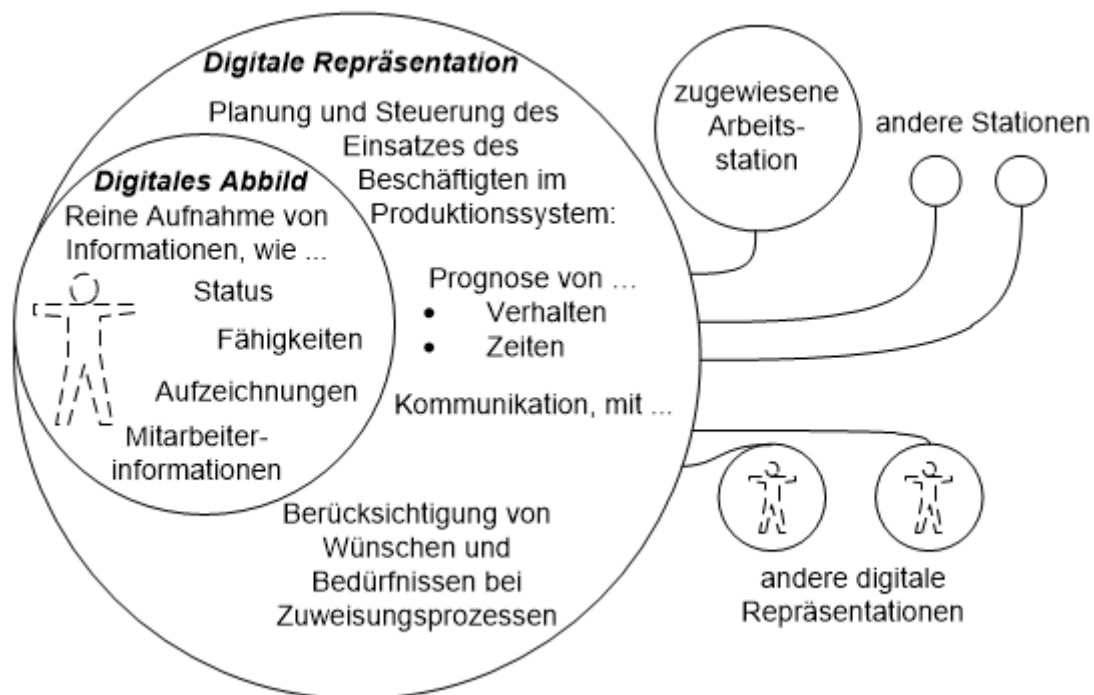 Digitale Repräsentation
Planung und Steuerung des
Einsatzes des
Beschäftigten im
Produktionssystem:
Digitales Abbild
Reine Aufnahme von
Informationen, wie ...
Status
Fähigkeiten
Aufzeichnungen
Mitarbeiter-
informationen
Prognose von ...
• Verhalten
• Zeiten
Kommunikation, mit ...
Berücksichtigung von
Wünschen und
Bedürfnissen bei
Zuweisungsprozessen
zugewiesene
Arbeits-
station
andere Stationen
andere digitale
Repräsentationen